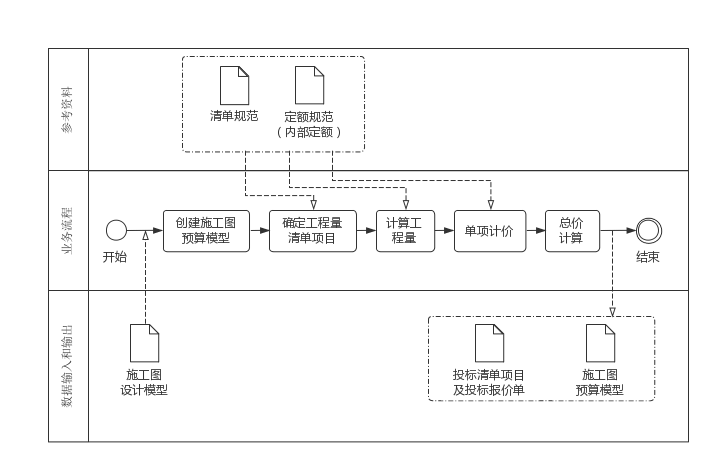 参考资料
清单规范
定额规范
（内部定额）
业务流程
开始
创建施工图
预算模型
确定工程量
清单项目
计算工
程量
单项计价
总价
计算
结束
数据输入和输出
施工图
设计模型
投标清单项目
及投标报价单
施工图
预算模型